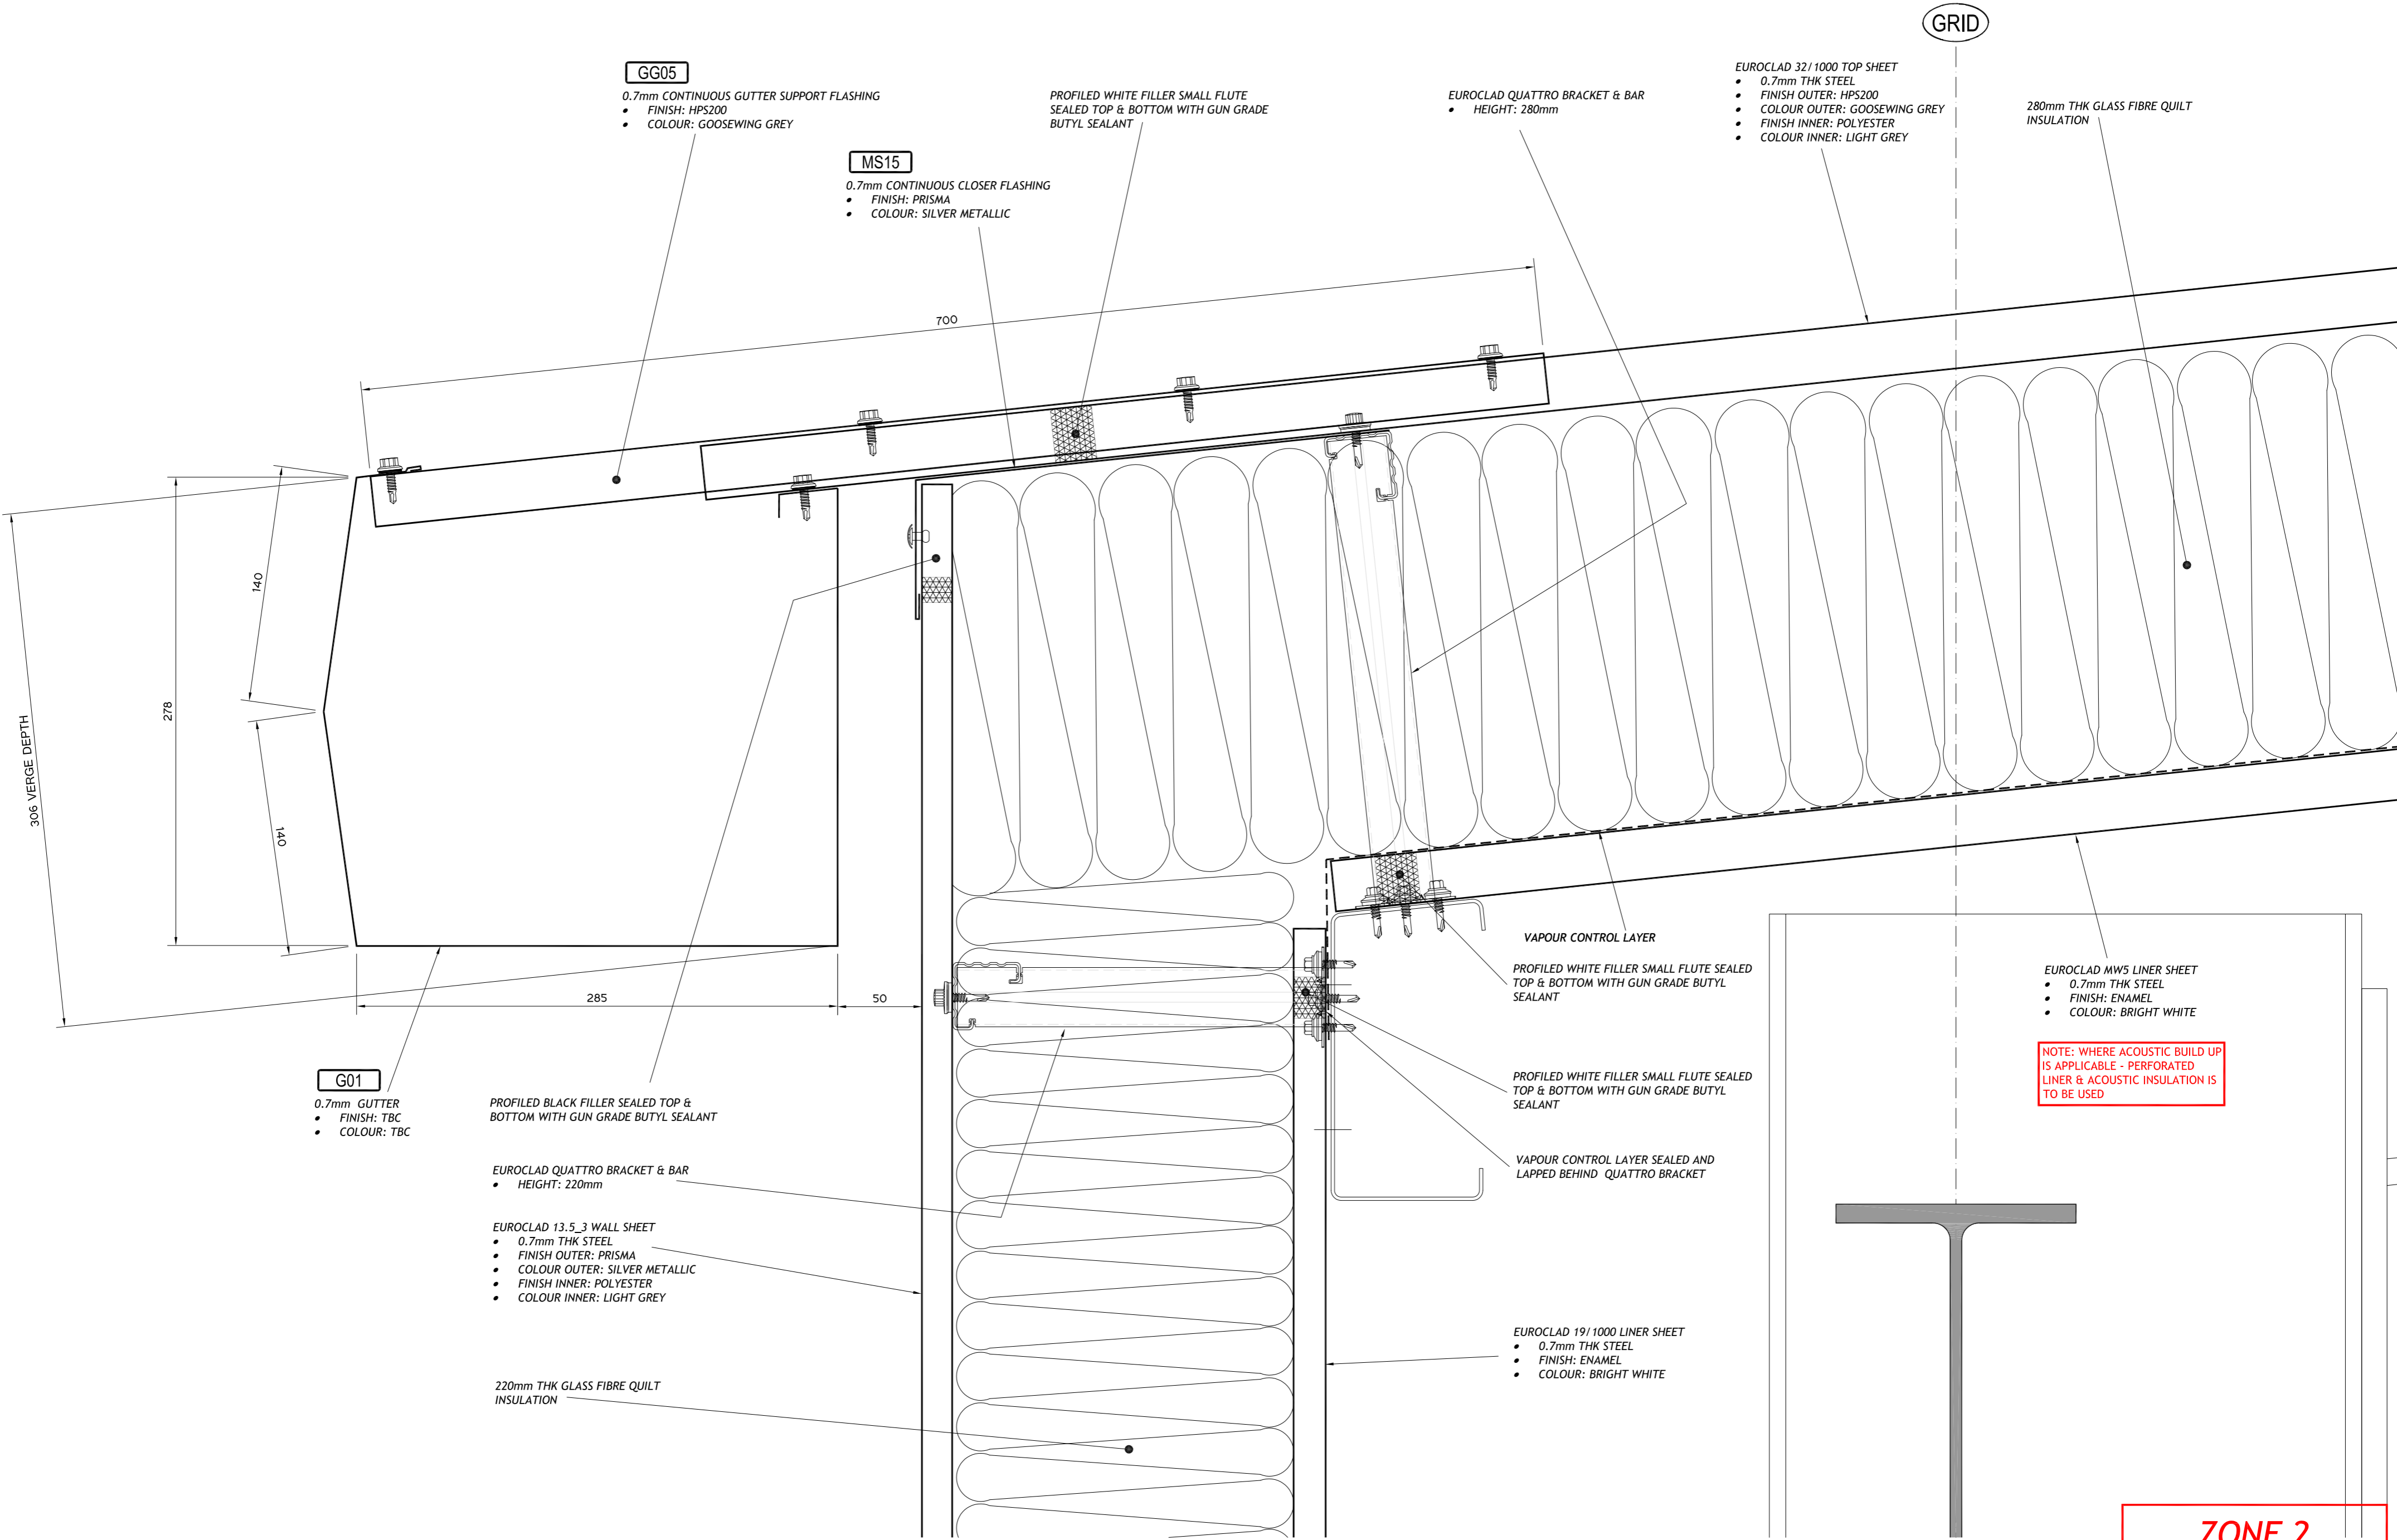 GRID
GG05
0.7mm CONTINUOUS GUTTER SUPPORT FLASHING
• FINISH: HPS200
• COLOUR: GOOSEWING GREY
MS15
0.7mm CONTINUOUS CLOSER FLASHING
• FINISH: PRISMA
• COLOUR: SILVER METALLIC
PROFILED WHITE FILLER SMALL FLUTE
SEALED TOP & BOTTOM WITH GUN GRADE
BUTYL SEALANT
EUROCLAD QUATTRO BRACKET & BAR
• HEIGHT: 280mm
EUROCLAD 32/1000 TOP SHEET
• 0.7mm THK STEEL
• FINISH OUTER: HPS200
• COLOUR OUTER: GOOSEWING GREY
• FINISH INNER: POLYESTER
• COLOUR INNER: LIGHT GREY
280mm THK GLASS FIBRE QUILT
INSULATION
700
140
278
140
306 VERGE DEPTH
285
50
G01
0.7mm GUTTER
• FINISH: TBC
• COLOUR: TBC
PROFILED BLACK FILLER SEALED TOP &
BOTTOM WITH GUN GRADE BUTYL SEALANT
EUROCLAD QUATTRO BRACKET & BAR
• HEIGHT: 220mm
EUROCLAD 13.5_3 WALL SHEET
• 0.7mm THK STEEL
• FINISH OUTER: PRISMA
• COLOUR OUTER: SILVER METALLIC
• FINISH INNER: POLYESTER
• COLOUR INNER: LIGHT GREY
220mm THK GLASS FIBRE QUILT
INSULATION
VAPOUR CONTROL LAYER
PROFILED WHITE FILLER SMALL FLUTE SEALED
TOP & BOTTOM WITH GUN GRADE BUTYL
SEALANT
PROFILED WHITE FILLER SMALL FLUTE SEALED
TOP & BOTTOM WITH GUN GRADE BUTYL
SEALANT
VAPOUR CONTROL LAYER SEALED AND
LAPPED BEHIND QUATTRO BRACKET
EUROCLAD 19/1000 LINER SHEET
• 0.7mm THK STEEL
• FINISH: ENAMEL
• COLOUR: BRIGHT WHITE
EUROCLAD MW5 LINER SHEET
• 0.7mm THK STEEL
• FINISH: ENAMEL
• COLOUR: BRIGHT WHITE
NOTE: WHERE ACOUSTIC BUILD UP
IS APPLICABLE - PERFORATED
LINER & ACOUSTIC INSULATION IS
TO BE USED
ZONE 2